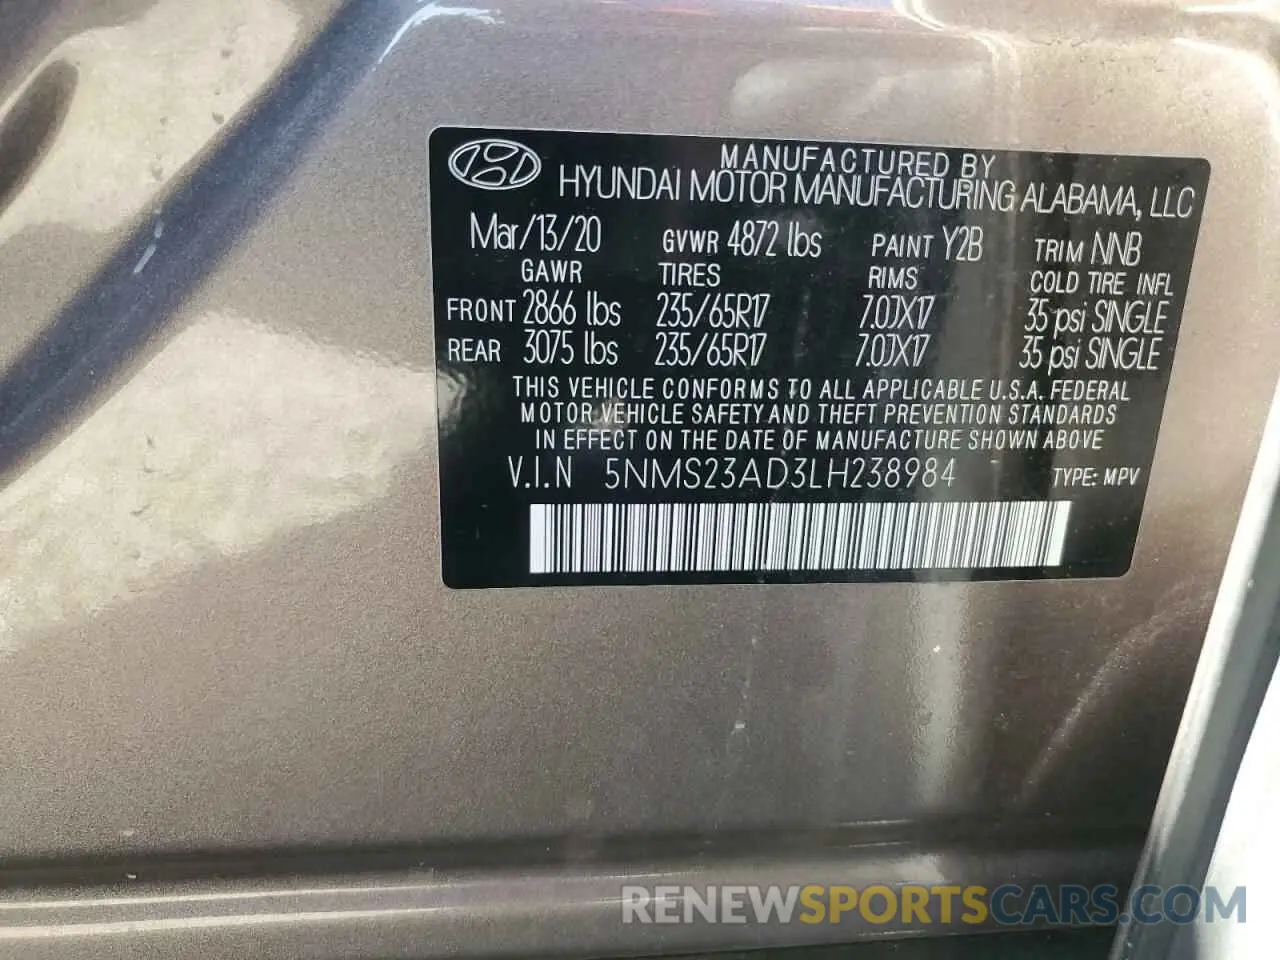 MANUFACTURED BY
HYUNDAI MOTOR MANUFACTURING ALABAMA, LLC
Mar/13/20 GVWR 4872 lbs PAINT Y2B TRIM NNB
GAWR TIRES RIMS COLD TIRE INFL
FRONT 2866 lbs 235/65R17 7.0JX17 35 psi SINGLE
REAR 3075 lbs 235/65R17 7.0JX17 35 psi SINGLE
THIS VEHICLE CONFORMS TO ALL APPLICABLE U.S.A. FEDERAL
MOTOR VEHICLE SAFETY AND THEFT PREVENTION STANDARDS
IN EFFECT ON THE DATE OF MANUFACTURE SHOWN ABOVE
V.I.N 5NMS23AD3LH238984 TYPE: MPV
RENEWSPORTSCARS.COM